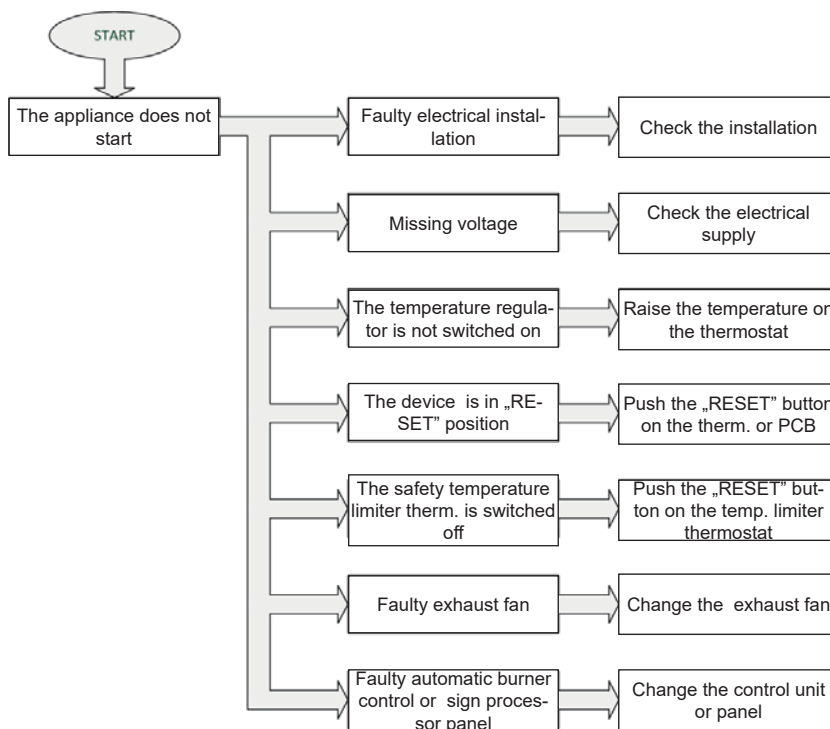 START
The appliance does not
start
Faulty electrical instal-
lation
Check the installation
Missing voltage
Check the electrical
supply
The temperature regula-
tor is not switched on
Raise the temperature on
the thermostat
The device is in „RE-
SET” position
Push the „RESET” button
on the therm. or PCB
The safety temperature
limiter therm. is switched
off
Push the „RESET” but-
ton on the temp. limiter
thermostat
Faulty exhaust fan
Change the exhaust fan
Faulty automatic burner
control or sign proces-
sor panel
Change the control unit
or panel